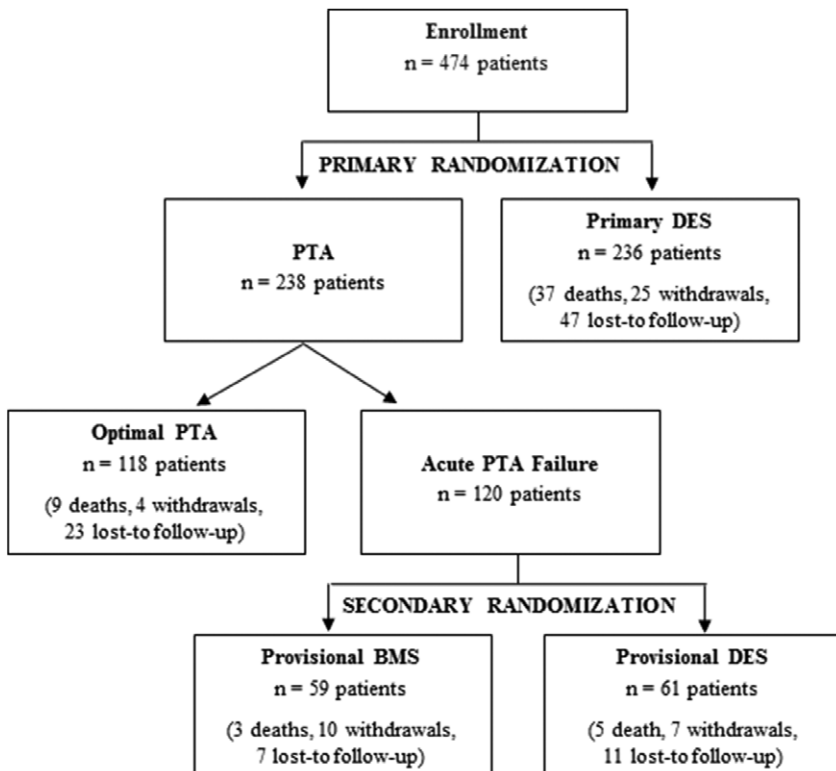 Enrollment
n = 474 patients
PRIMARY RANDOMIZATION
PTA
n = 238 patients
Primary DES
n = 236 patients
(37 deaths, 25 withdrawals,
47 lost-to follow-up)
Optimal PTA
n = 118 patients
(9 deaths, 4 withdrawals,
23 lost-to follow-up)
Acute PTA Failure
n = 120 patients
SECONDARY RANDOMIZATION
Provisional BMS
n = 59 patients
(3 deaths, 10 withdrawals,
7 lost-to follow-up)
Provisional DES
n = 61 patients
(5 death, 7 withdrawals,
11 lost-to follow-up)